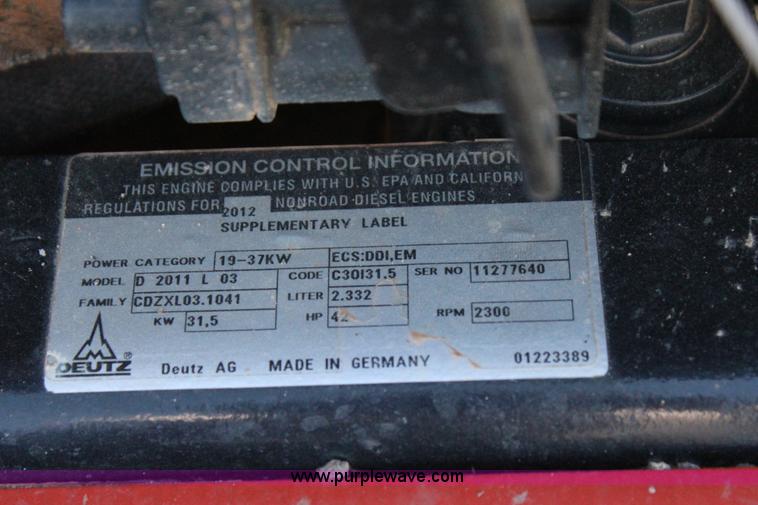 EMISSION CONTROL INFORMATION
THIS ENGINE COMPLIES WITH U.S. EPA AND CALIFORN
REGULATIONS FOR 2012 NONROAD DIESEL ENGINES
SUPPLEMENTARY LABEL
POWER CATEGORY 19-37KW ECS:DDI,EM
MODEL D 2011 L 03 CODE C30I31.5 SER NO 11277640
FAMILY CDZXL03.1041 LITER 2.332
KW 31,5 HP 42 RPM 2300
DEUTZ ® Deutz AG MADE IN GERMANY 01223389
www.purplewave.com